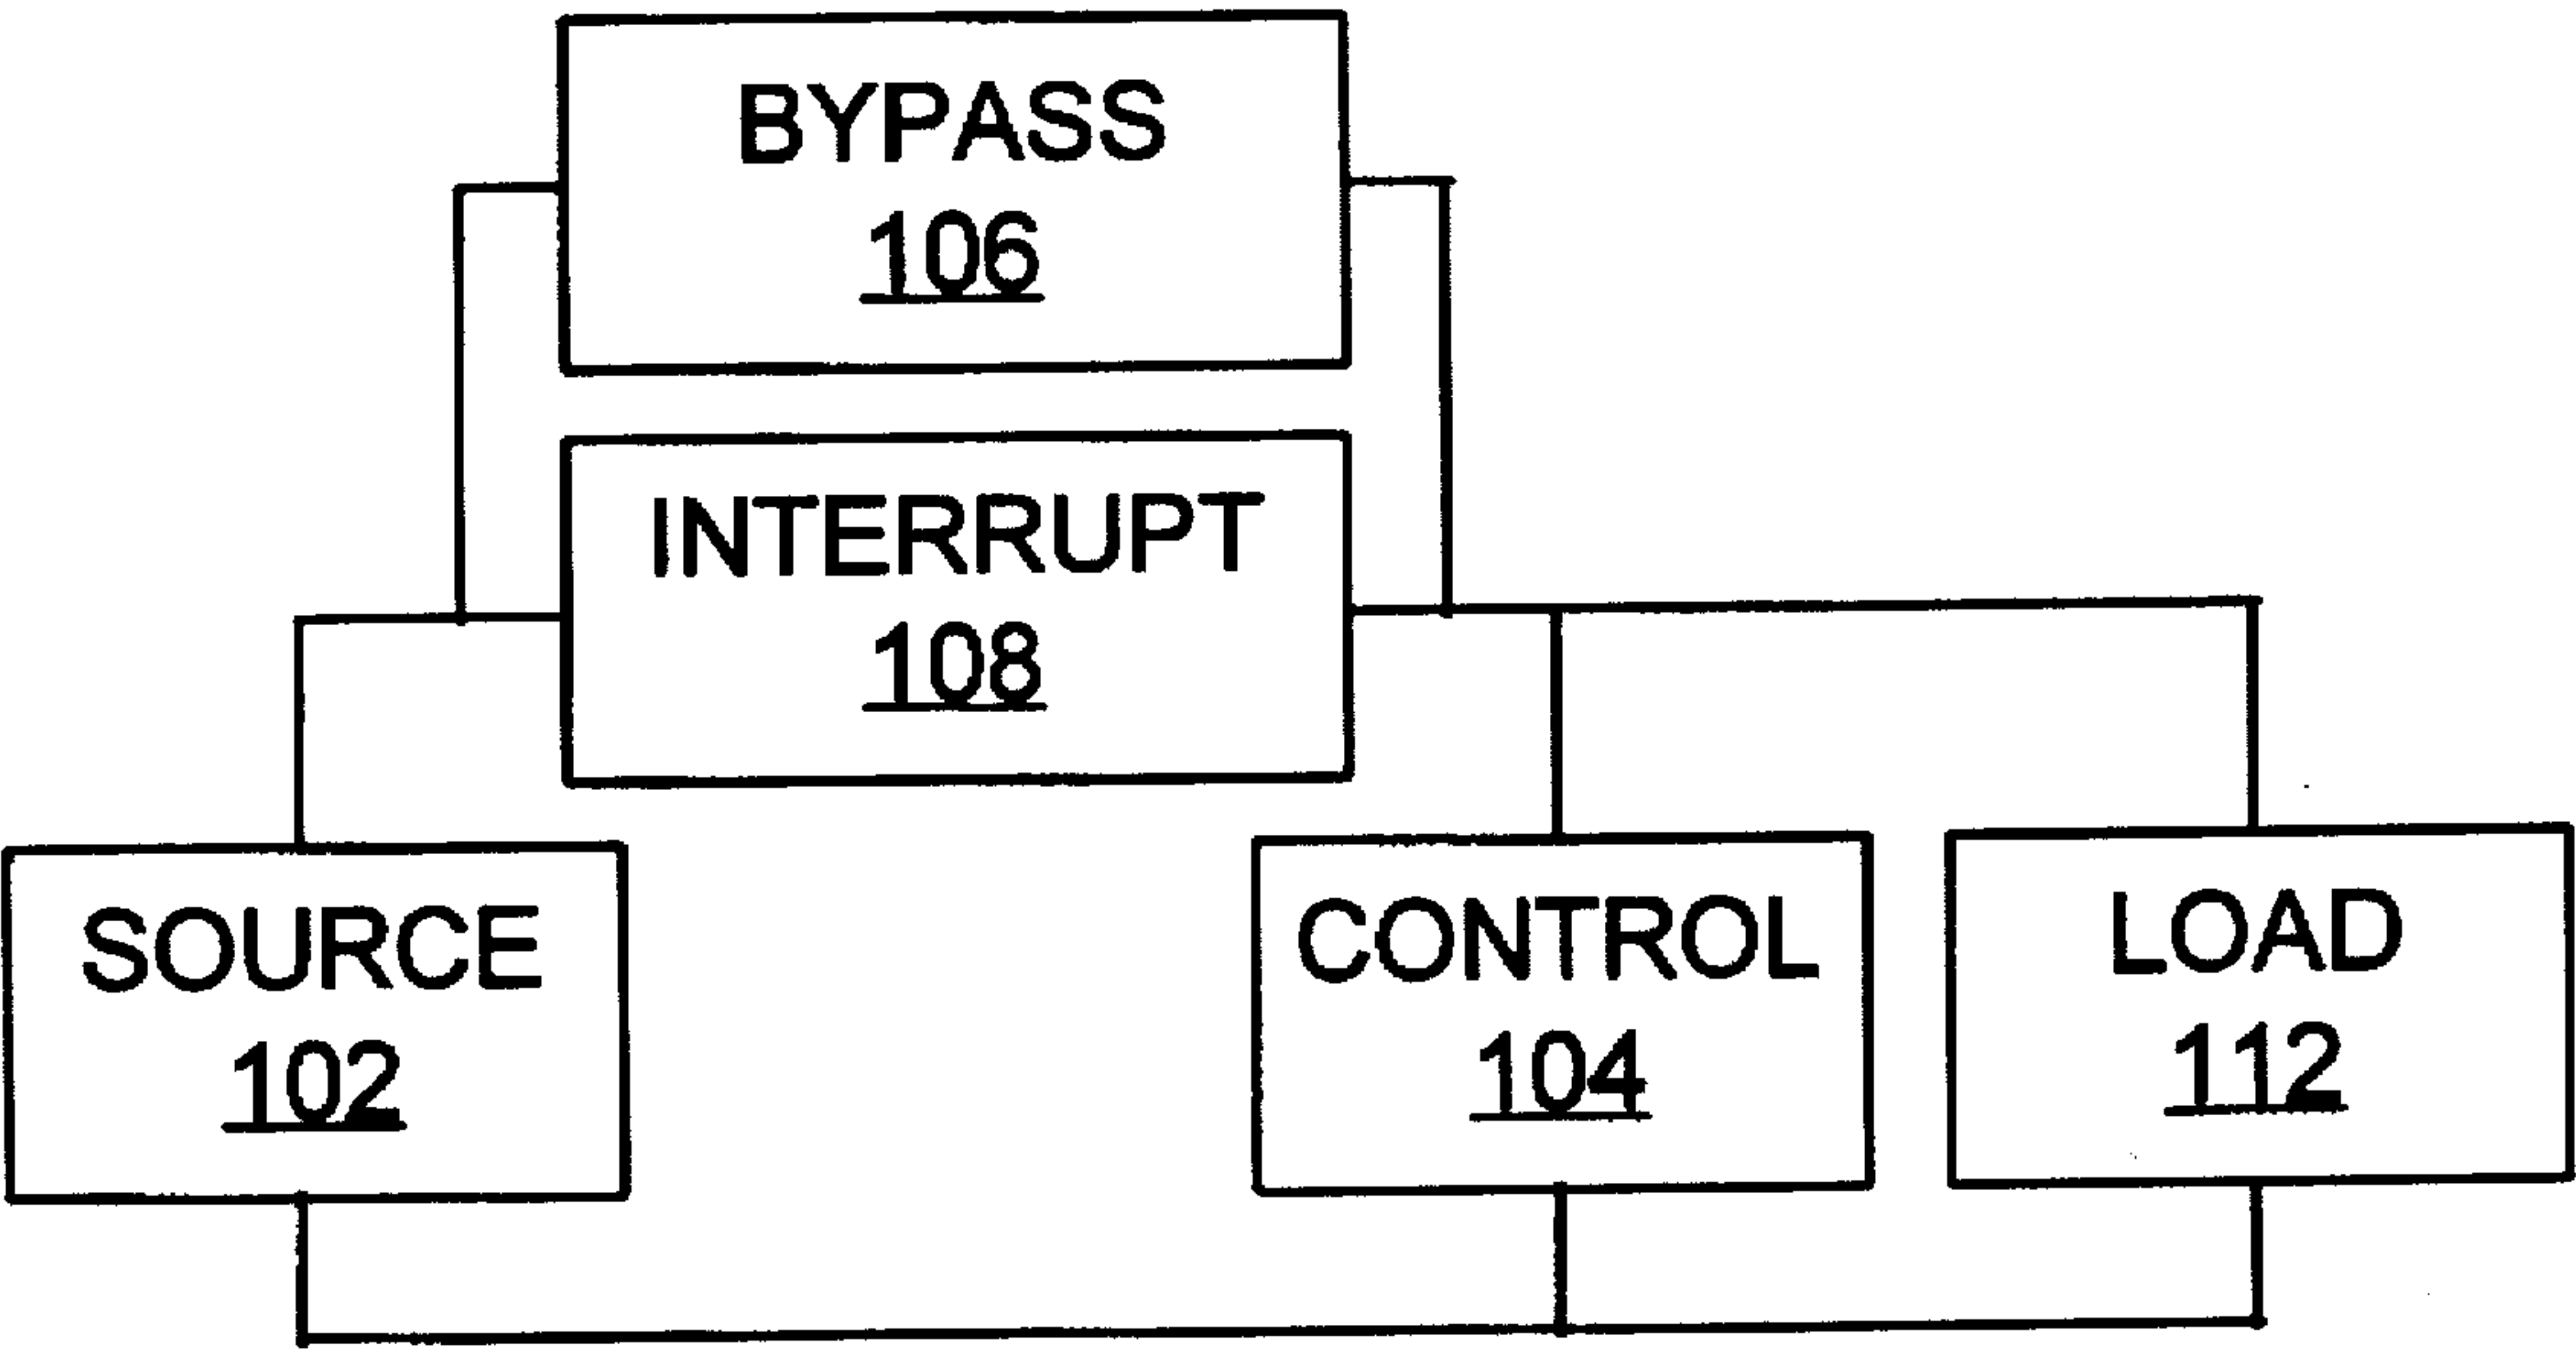 BYPASS
106
INTERRUPT
108
SOURCE
102
CONTROL
104
LOAD
112